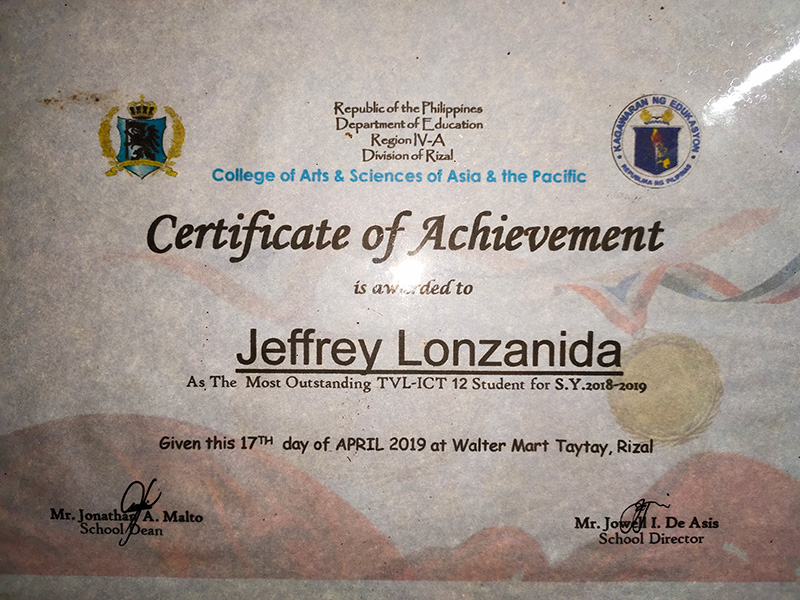 Republic of the Philippines
Department of Education
Region IV-A
Division of Rizal
College of Arts & Sciences of Asia & the Pacific
KAGAWARAN NG EDUKASYON
REPUBLIKA NG PILIPINAS
Certificate of Achievement
is awarded to
Jeffrey Lonzanida
As The Most Outstanding TVL-ICT 12 Student for S.Y.2018-2019
Given this 17TH day of APRIL 2019 at Walter Mart Taytay, Rizal
Mr. Jonathan A. Malto
School Dean
Mr. Jowell I. De Asis
School Director